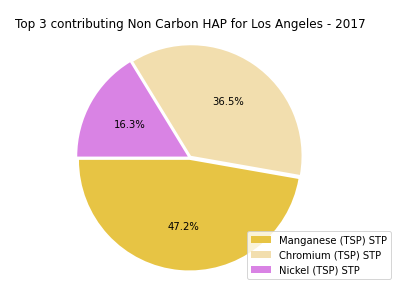 Top 3 contributing Non Carbon HAP for Los Angeles - 2017
36.5%
16.3%
47.2%
Manganese (TSP) STP
Chromium (TSP) STP
Nickel (TSP) STP